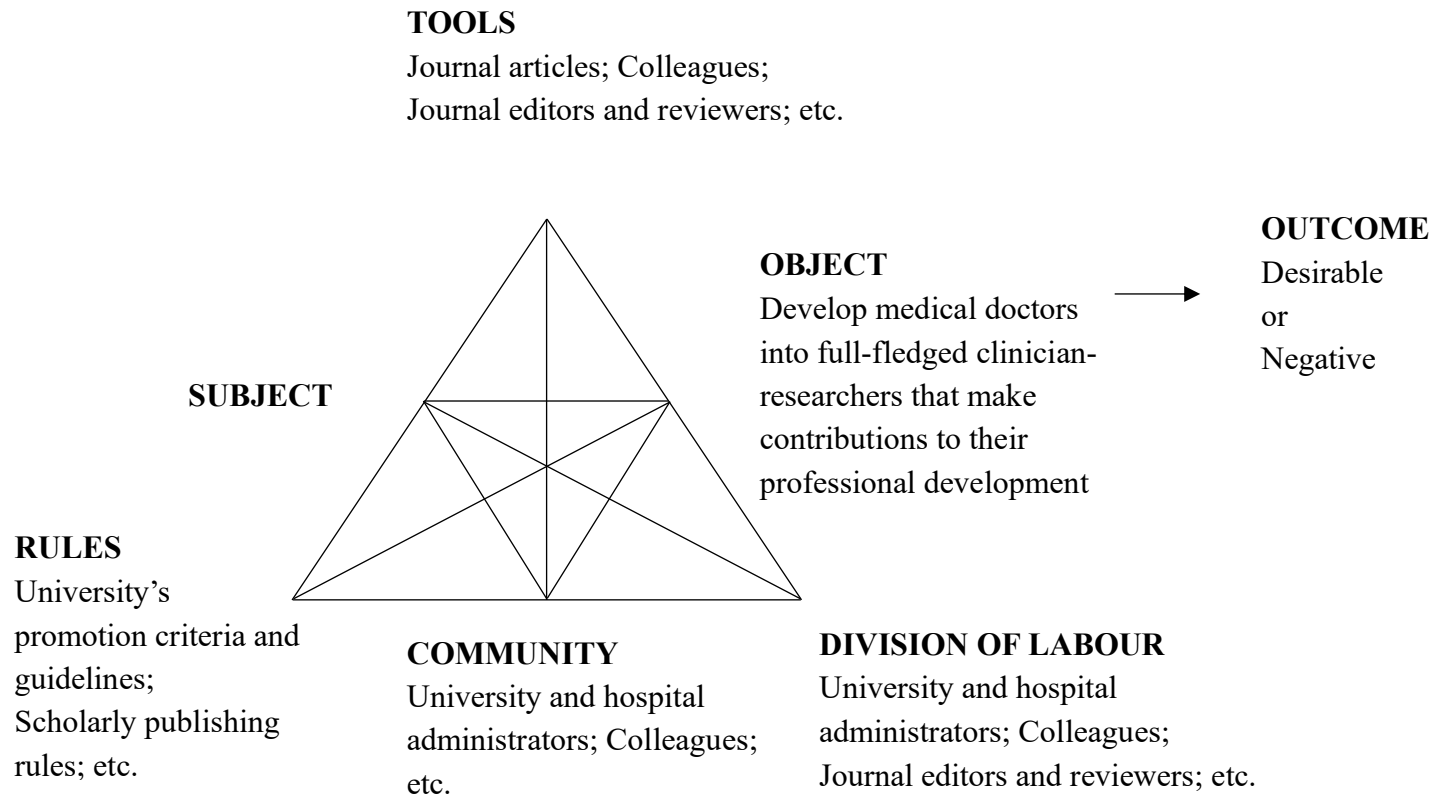 TOOLS
Journal articles; Colleagues;
Journal editors and reviewers; etc.
OUTCOME
Desirable
or
Negative
OBJECT
Develop medical doctors
into full-fledged clinician-
researchers that make
contributions to their
professional development
SUBJECT
RULES
University’s
promotion criteria and
guidelines;
Scholarly publishing
rules; etc.
COMMUNITY
University and hospital
administrators; Colleagues;
etc.
DIVISION OF LABOUR
University and hospital
administrators; Colleagues;
Journal editors and reviewers; etc.